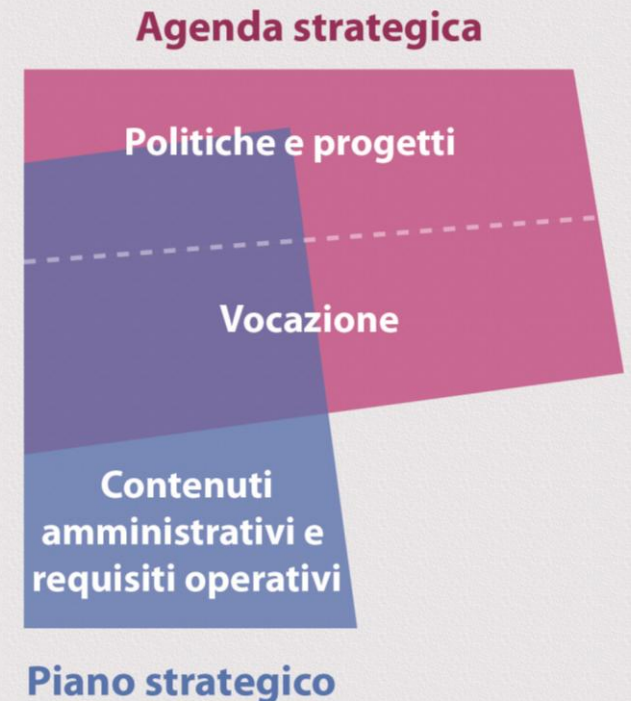 Agenda strategica
Politiche e progetti
Vocazione
Contenuti
amministrativi e
requisiti operativi
Piano strategico